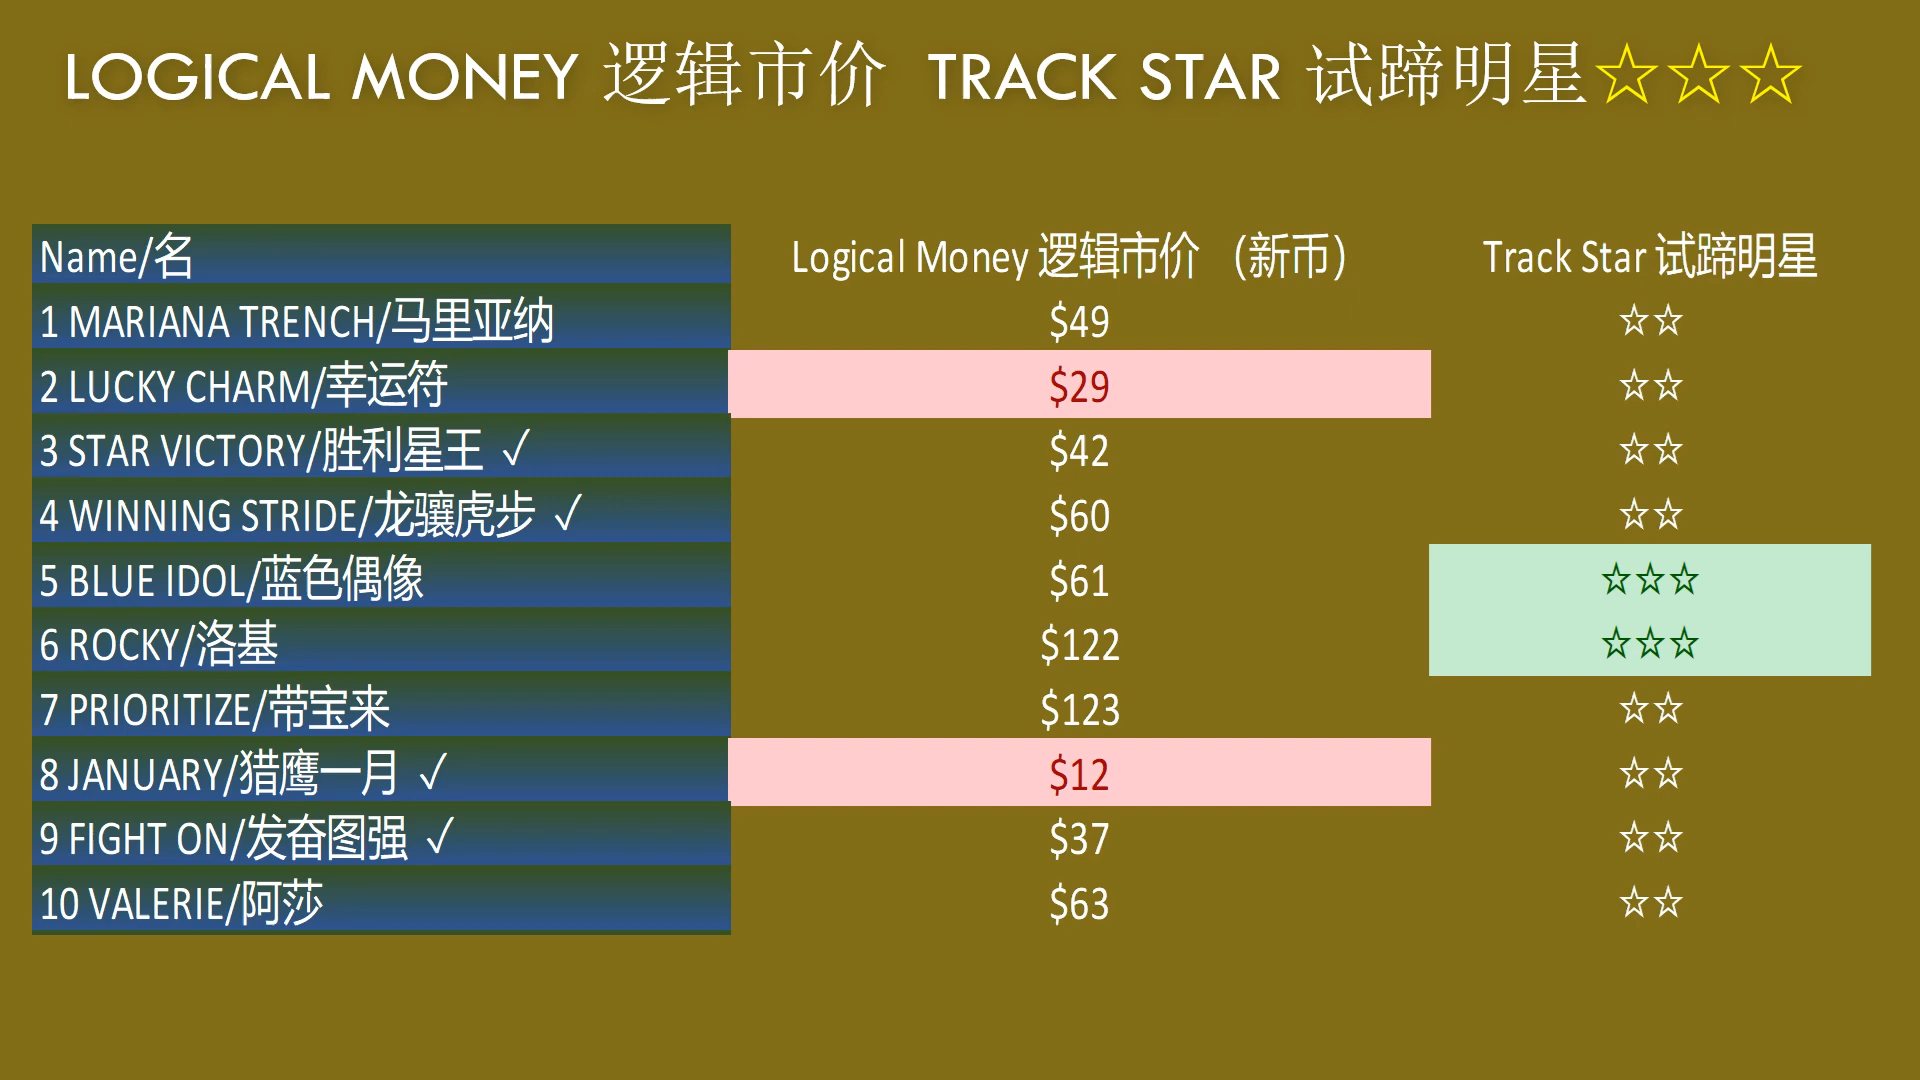 LOGICAL MONEY 逻辑市价 TRACK STAR 试蹄明星☆☆☆
Name/名 Logical Money 逻辑市价 （新币） Track Star 试蹄明星
1 MARIANA TRENCH/马里亚纳 $49 ☆☆
2 LUCKY CHARM/幸运符 $29 ☆☆
3 STAR VICTORY/胜利星王 ✓ $42 ☆☆
4 WINNING STRIDE/龙骧虎步 ✓ $60 ☆☆
5 BLUE IDOL/蓝色偶像 $61 ☆☆☆
6 ROCKY/洛基 $122 ☆☆☆
7 PRIORITIZE/带宝来 $123 ☆☆
8 JANUARY/猎鹰一月 ✓ $12 ☆☆
9 FIGHT ON/发奋图强 ✓ $37 ☆☆
10 VALERIE/阿莎 $63 ☆☆